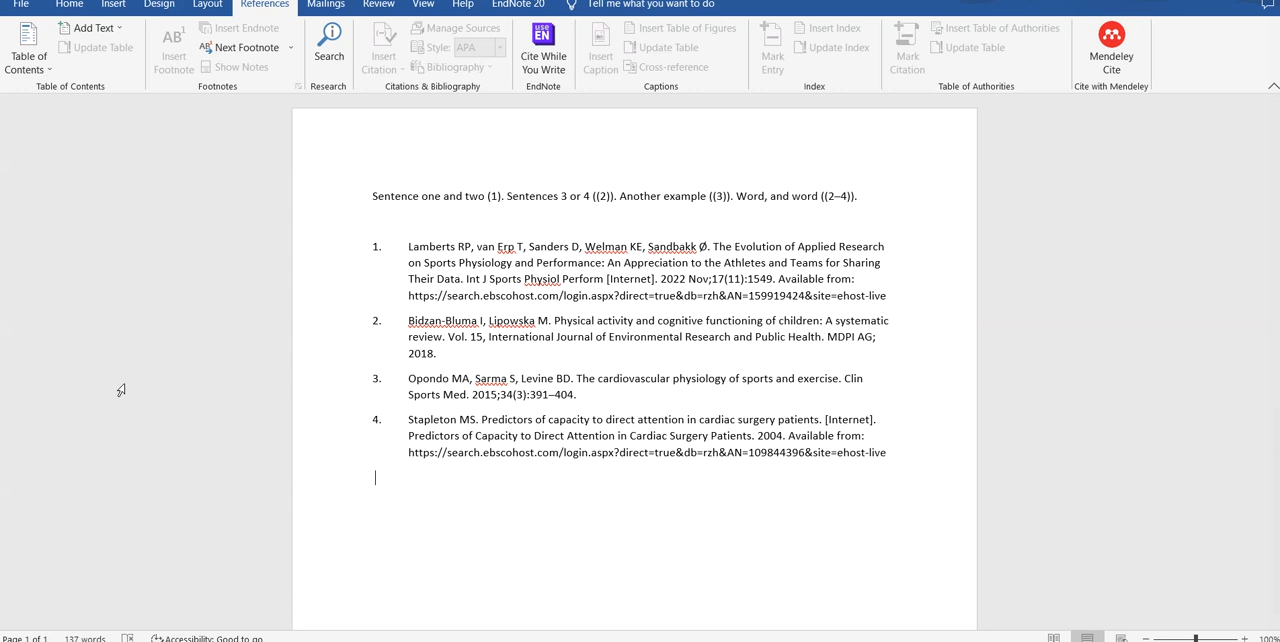 File Home Insert Design Layout References Mailings Review View Help EndNote 20 Tell me what you want to do
Table of Contents
Add Text
Update Table
Table of Contents
AB¹ Insert Footnote
Insert Endnote
Next Footnote
Show Notes
Footnotes
Search
Research
Insert Citation
Manage Sources
Style: APA
Bibliography
Citations & Bibliography
use EN
Cite While You Write
EndNote
Insert Caption
Insert Table of Figures
Update Table
Cross-reference
Captions
Mark Entry
Insert Index
Update Index
Index
Mark Citation
Insert Table of Authorities
Update Table
Table of Authorities
Mendeley Cite
Cite with Mendeley
Sentence one and two (1). Sentences 3 or 4 ((2)). Another example ((3)). Word, and word ((2–4)).
1. Lamberts RP, van Erp T, Sanders D, Welman KE, Sandbakk Ø. The Evolution of Applied Research
on Sports Physiology and Performance: An Appreciation to the Athletes and Teams for Sharing
Their Data. Int J Sports Physiol Perform [Internet]. 2022 Nov;17(11):1549. Available from:
https://search.ebscohost.com/login.aspx?direct=true&db=rzh&AN=159919424&site=ehost-live
2. Bidzan-Bluma I, Lipowska M. Physical activity and cognitive functioning of children: A systematic
review. Vol. 15, International Journal of Environmental Research and Public Health. MDPI AG;
2018.
3. Opondo MA, Sarma S, Levine BD. The cardiovascular physiology of sports and exercise. Clin
Sports Med. 2015;34(3):391–404.
4. Stapleton MS. Predictors of capacity to direct attention in cardiac surgery patients. [Internet].
Predictors of Capacity to Direct Attention in Cardiac Surgery Patients. 2004. Available from:
https://search.ebscohost.com/login.aspx?direct=true&db=rzh&AN=109844396&site=ehost-live
Page 1 of 1 137 words Accessibility: Good to go 100%